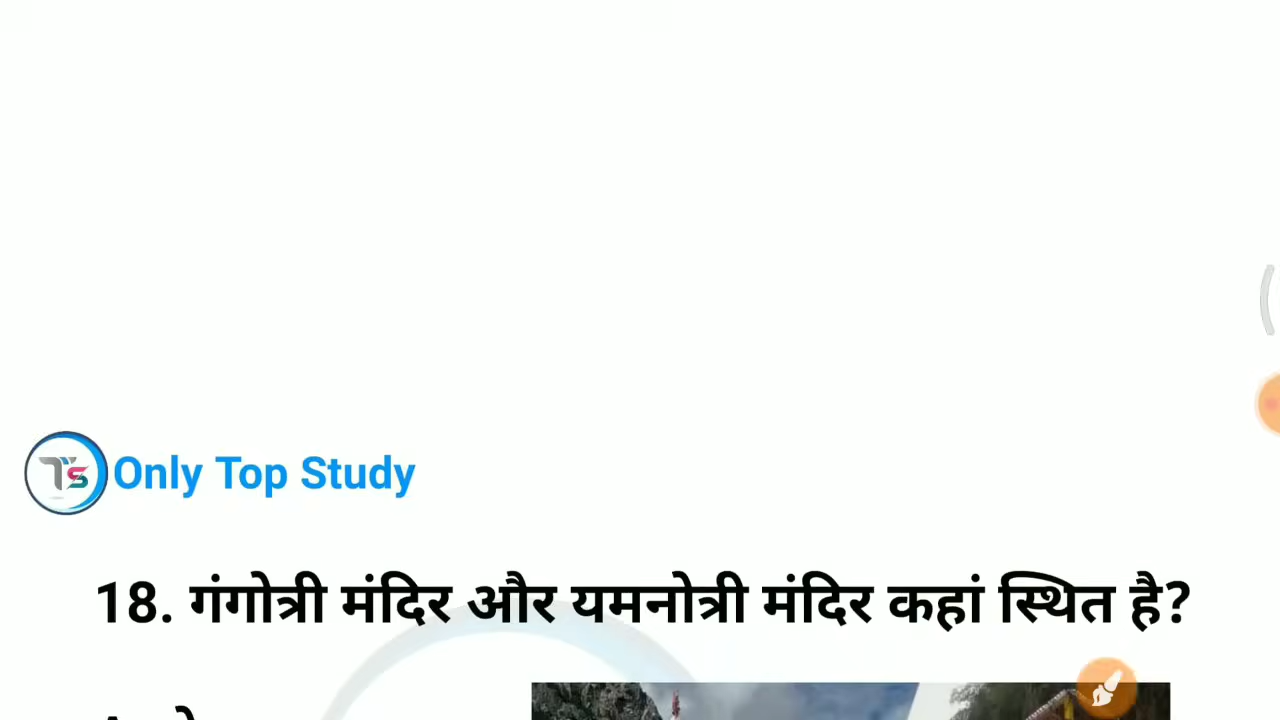 Only Top Study
18. गंगोत्री मंदिर और यमनोत्री मंदिर कहां स्थित है?